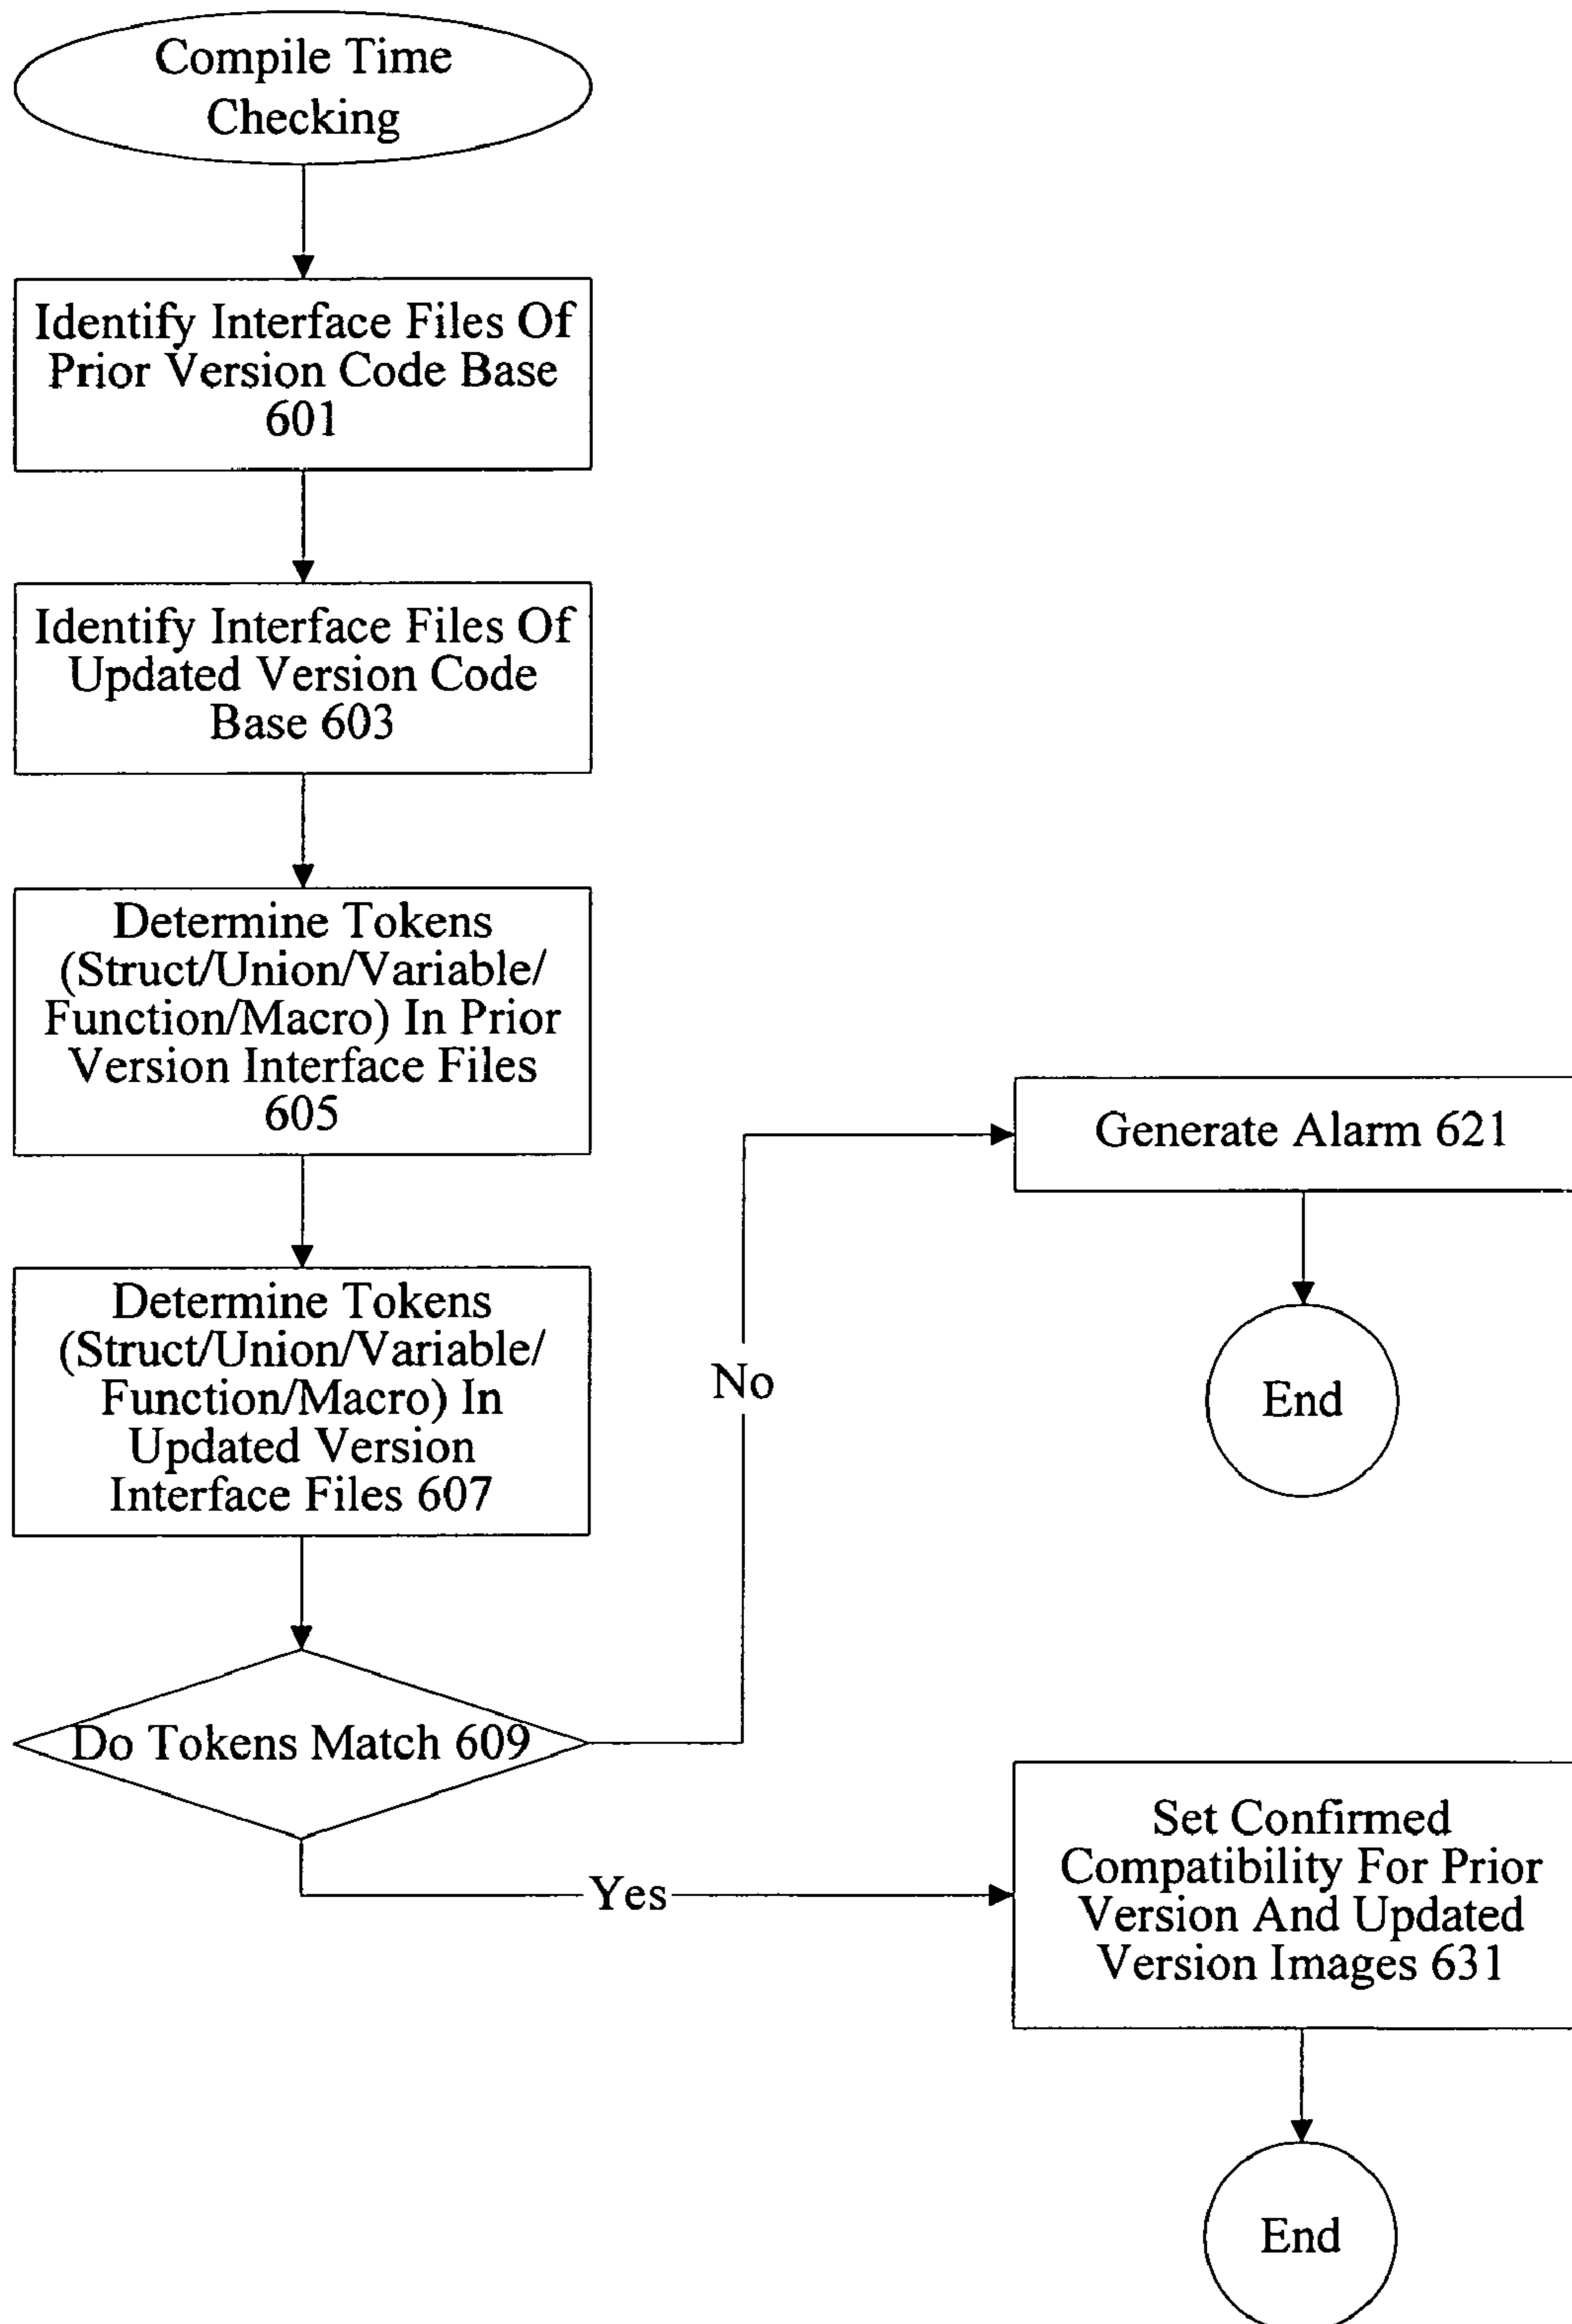 Compile Time
Checking
Identify Interface Files Of
Prior Version Code Base
601
Identify Interface Files Of
Updated Version Code
Base 603
Determine Tokens
(Struct/Union/Variable/
Function/Macro) In Prior
Version Interface Files
605
Determine Tokens
(Struct/Union/Variable/
Function/Macro) In
Updated Version
Interface Files 607
Do Tokens Match 609
No
Generate Alarm 621
End
Yes
Set Confirmed
Compatibility For Prior
Version And Updated
Version Images 631
End